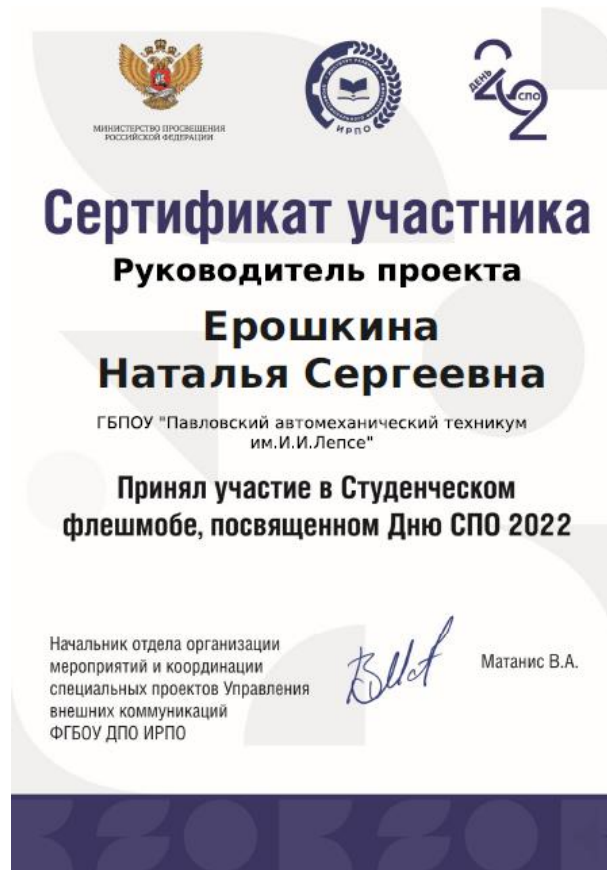 МИНИСТЕРСТВО ПРОСВЕЩЕНИЯ
РОССИЙСКОЙ ФЕДЕРАЦИИ
ИРПО
ДЕНЬ
СПО
Сертификат участника
Руководитель проекта
Ерошкина
Наталья Сергеевна
ГБПОУ "Павловский автомеханический техникум
им.И.И.Лепсе"
Принял участие в Студенческом
флешмобе, посвященном Дню СПО 2022
Начальник отдела организации
мероприятий и координации
специальных проектов Управления
внешних коммуникаций
ФГБОУ ДПО ИРПО
Матанис В.А.